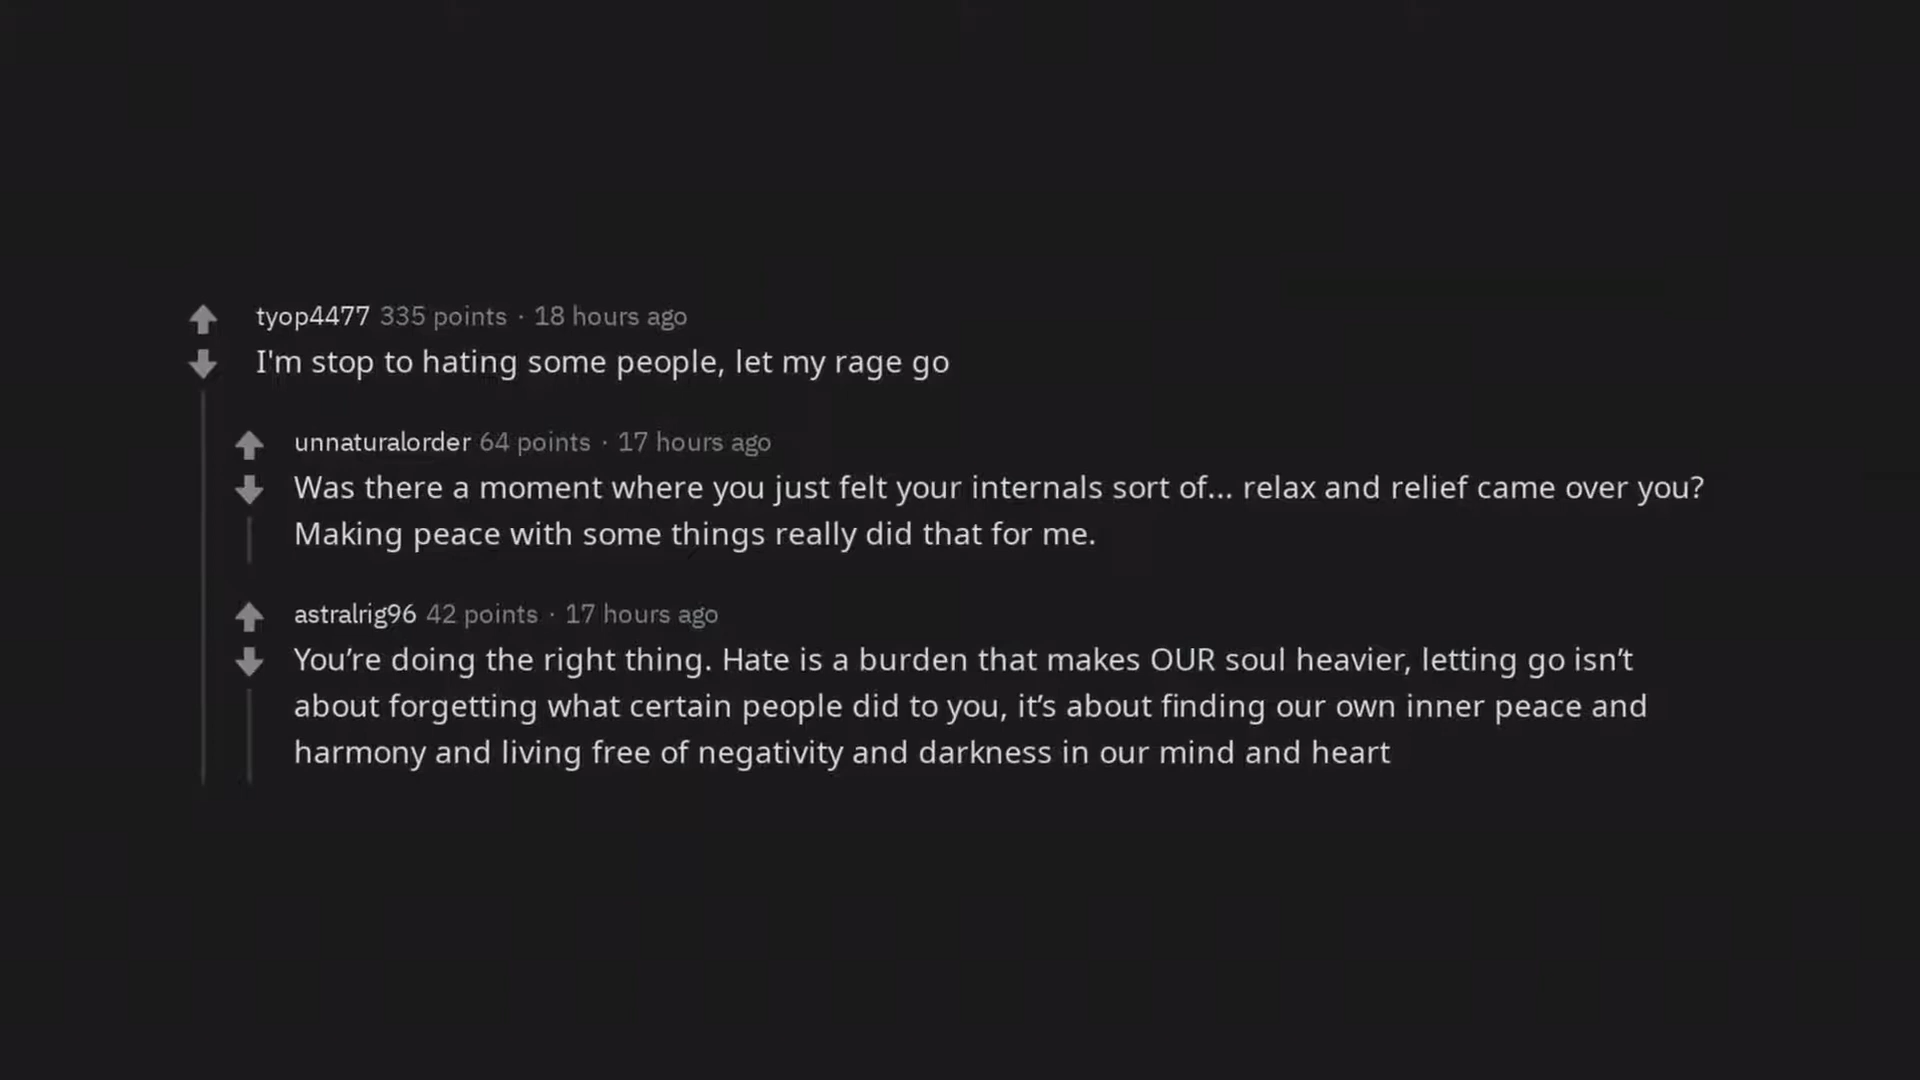 tyop4477 335 points · 18 hours ago
I'm stop to hating some people, let my rage go
unnaturalorder 64 points · 17 hours ago
Was there a moment where you just felt your internals sort of... relax and relief came over you?
Making peace with some things really did that for me.
astralrig96 42 points · 17 hours ago
You’re doing the right thing. Hate is a burden that makes OUR soul heavier, letting go isn’t
about forgetting what certain people did to you, it’s about finding our own inner peace and
harmony and living free of negativity and darkness in our mind and heart